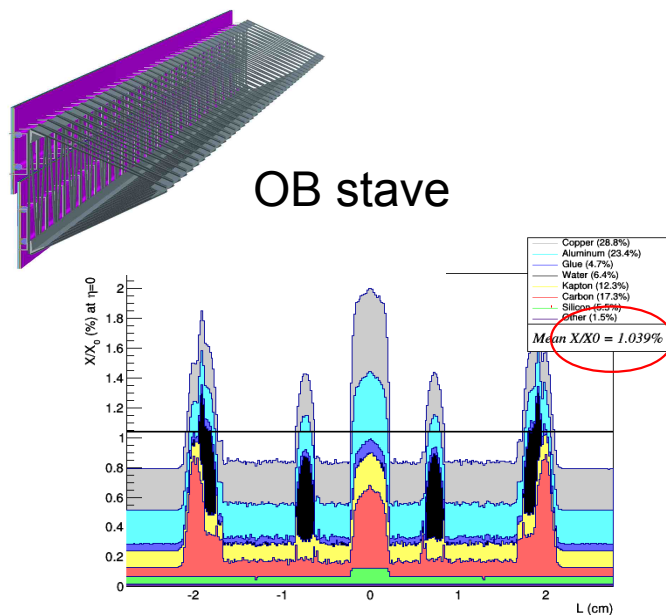 OB stave
Copper (28.8%)
Aluminum (23.4%)
Glue (4.7%)
Water (6.4%)
Kapton (12.3%)
Carbon (17.3%)
Silicon (5.5%)
Other (1.5%)
Mean X/X0 = 1.039%
X/X₀ (%) at η=0
2
1.8
1.6
1.4
1.2
1
0.8
0.6
0.4
0.2
0
-2 -1 0 1 2
L (cm)